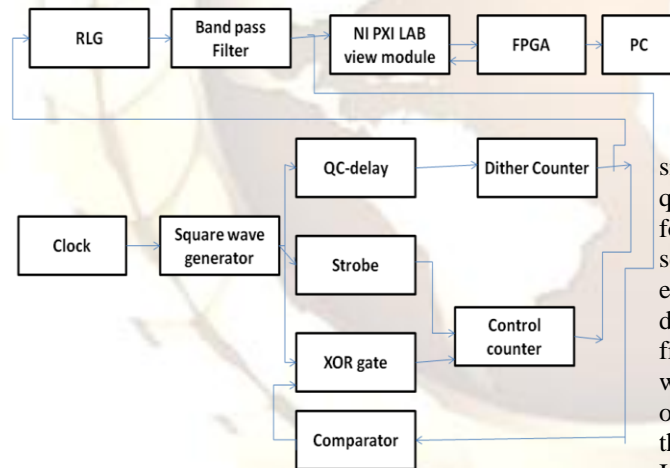 RLG
Band pass
Filter
NI PXI LAB
view module
FPGA
PC
QC-delay
Dither Counter
Clock
Square wave
generator
Strobe
Control
counter
XOR gate
Comparator